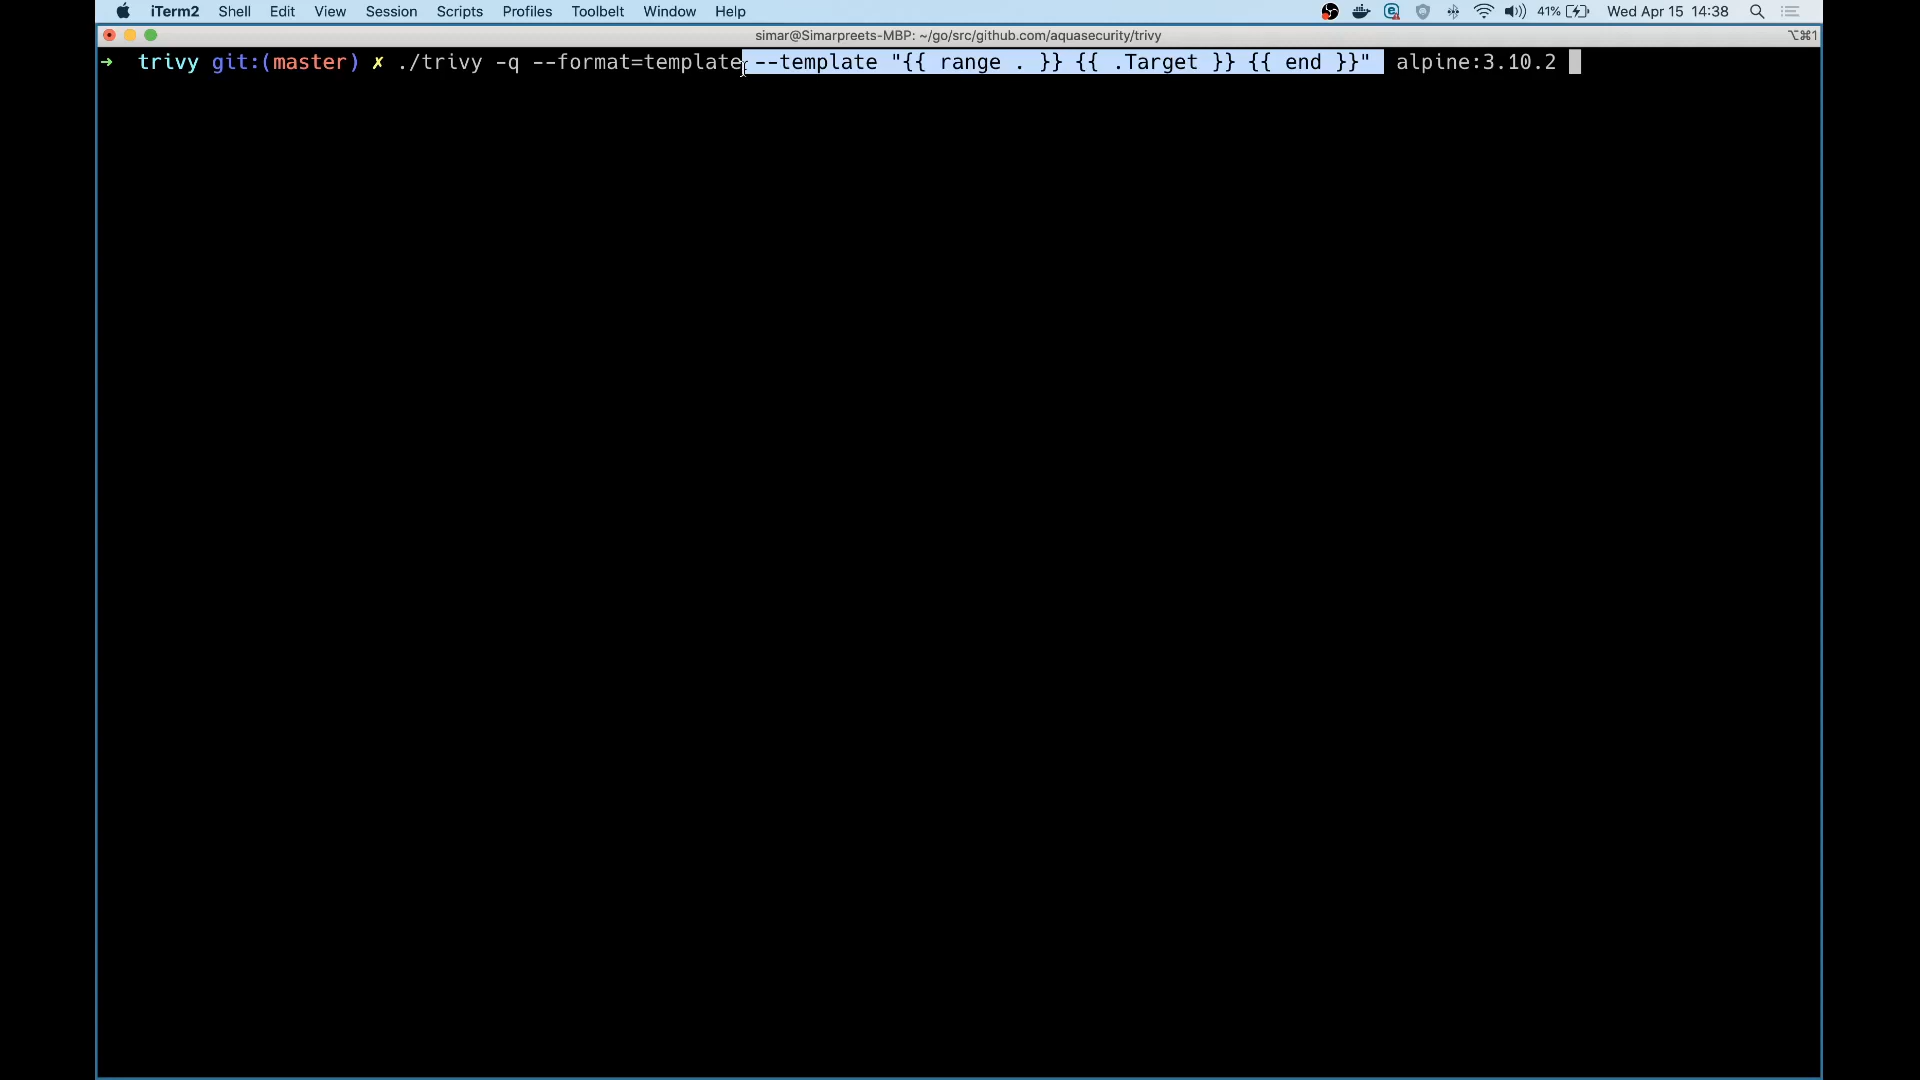 iTerm2 Shell Edit View Session Scripts Profiles Toolbelt Window Help 41% Wed Apr 15 14:38
simar@Simarpreets-MBP: ~/go/src/github.com/aquasecurity/trivy ⌥⌘1
→ trivy git:(master) ✗ ./trivy -q --format=template --template "{{ range . }} {{ .Target }} {{ end }}"  alpine:3.10.2